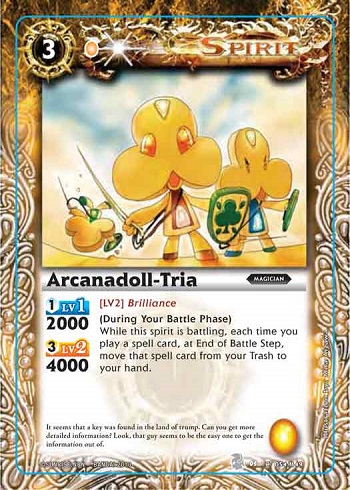 3
SPIRIT
Arcanadoll-Tria
MAGICIAN
1 LV1
2000
3 LV2
4000
[LV2] Brilliance
(During Your Battle Phase)
While this spirit is battling, each time you
play a spell card, at End of Battle Step,
move that spell card from your Trash to
your hand.
It seems that a key was found in the land of trump. Can you get more
detailed information? Look, that guy seems to be the easy one to get the
information out of.